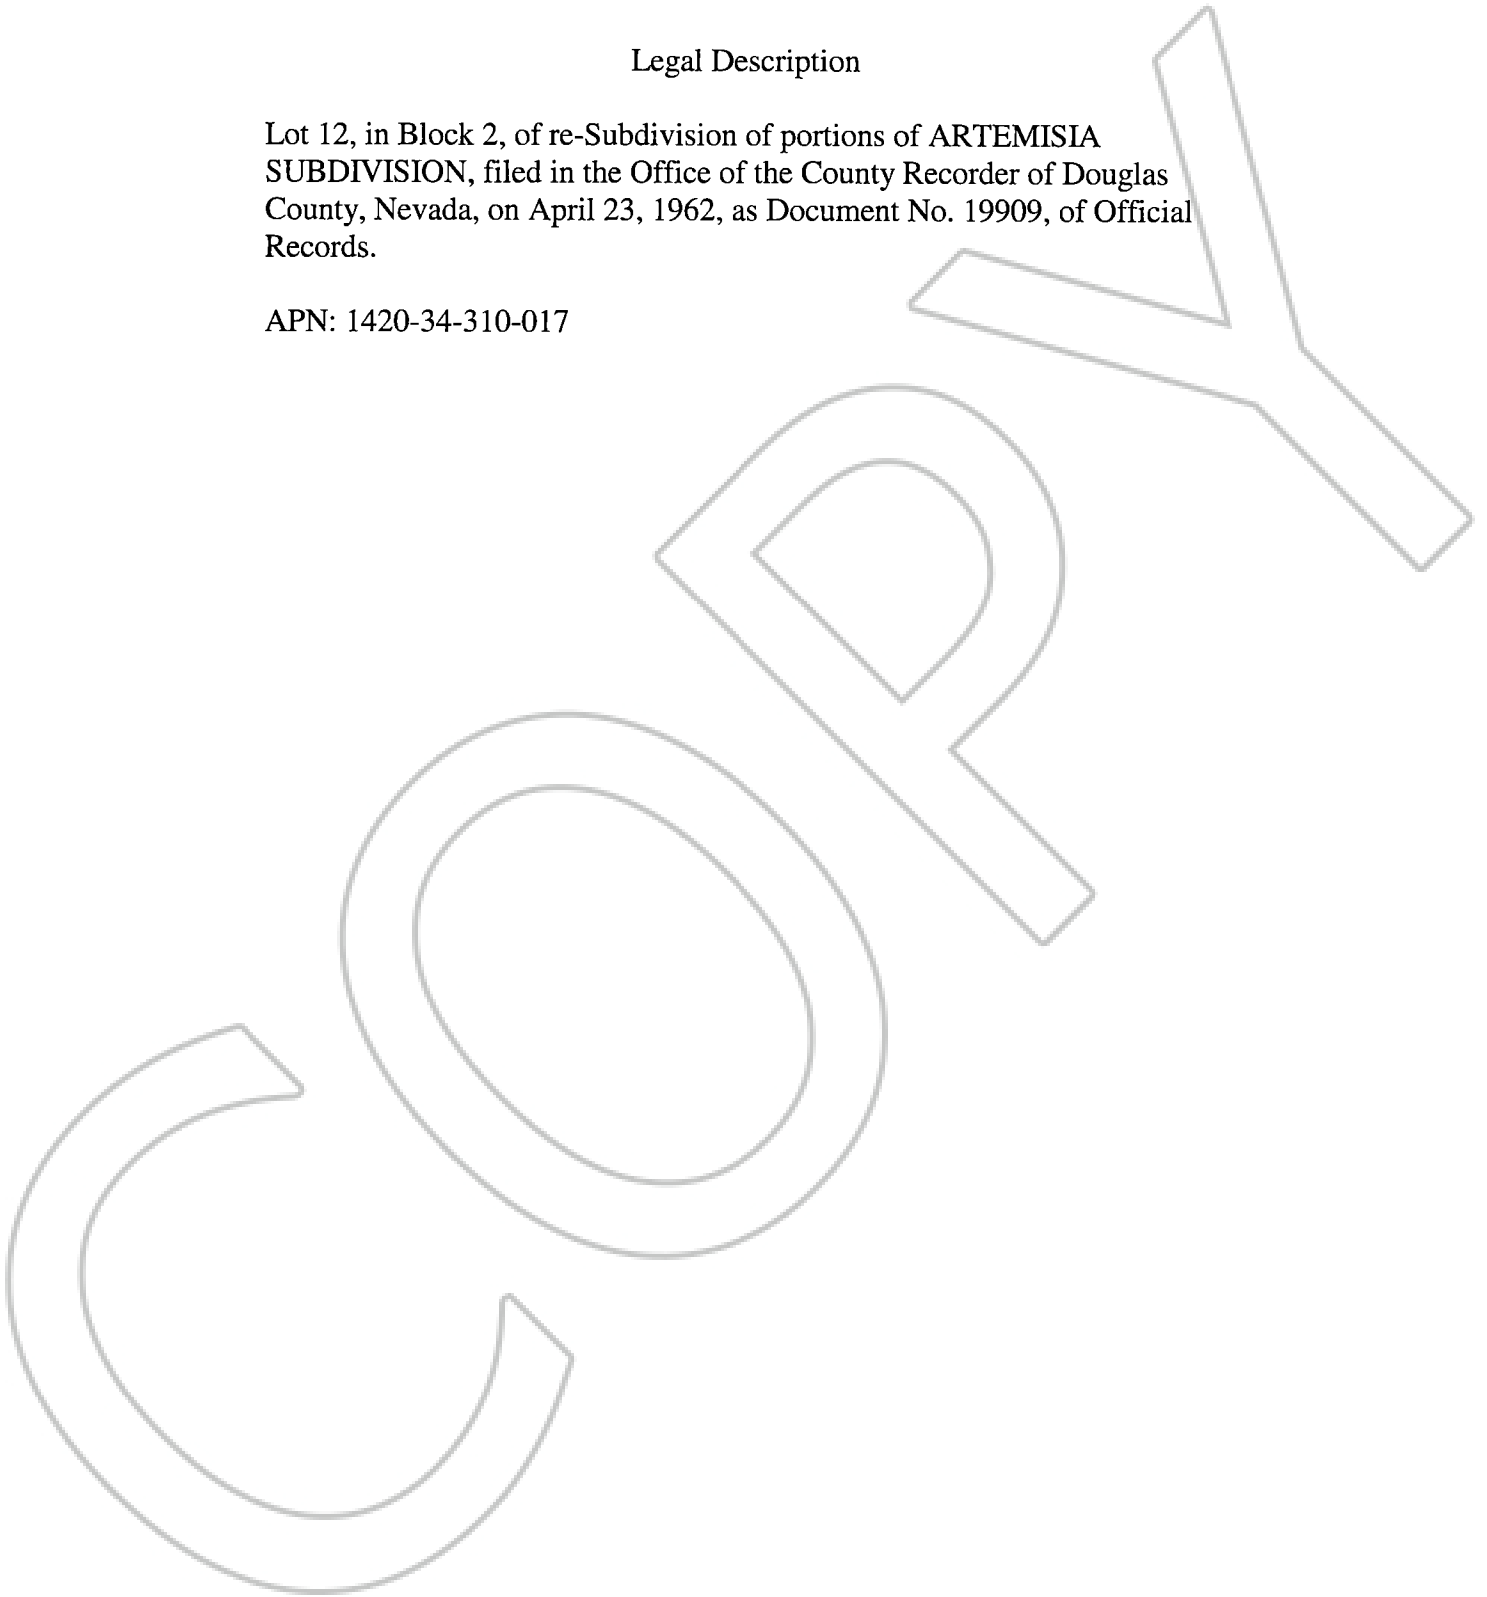 Legal Description
Lot 12, in Block 2, of re-Subdivision of portions of ARTEMISIA
SUBDIVISION, filed in the Office of the County Recorder of Douglas
County, Nevada, on April 23, 1962, as Document No. 19909, of Official
Records.
APN: 1420-34-310-017
COPY